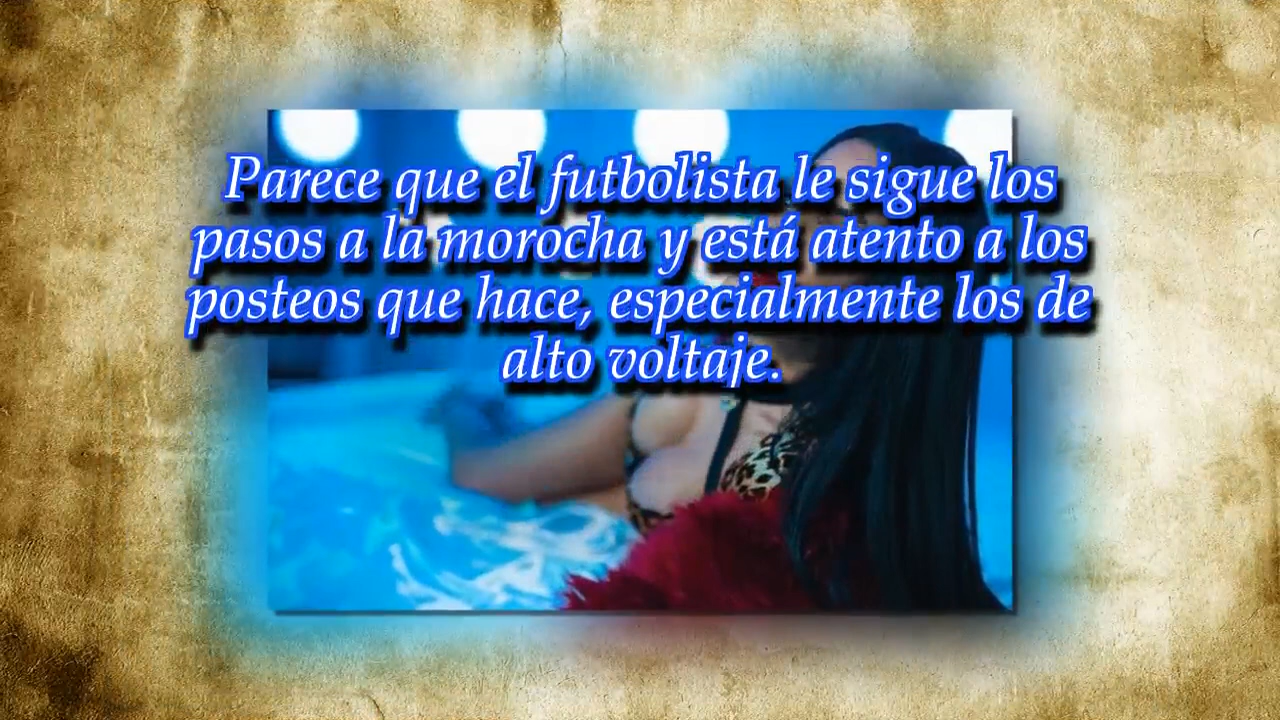 Parece que el futbolista le sigue los
pasos a la morocha y está atento a los
posteos que hace, especialmente los de
alto voltaje.